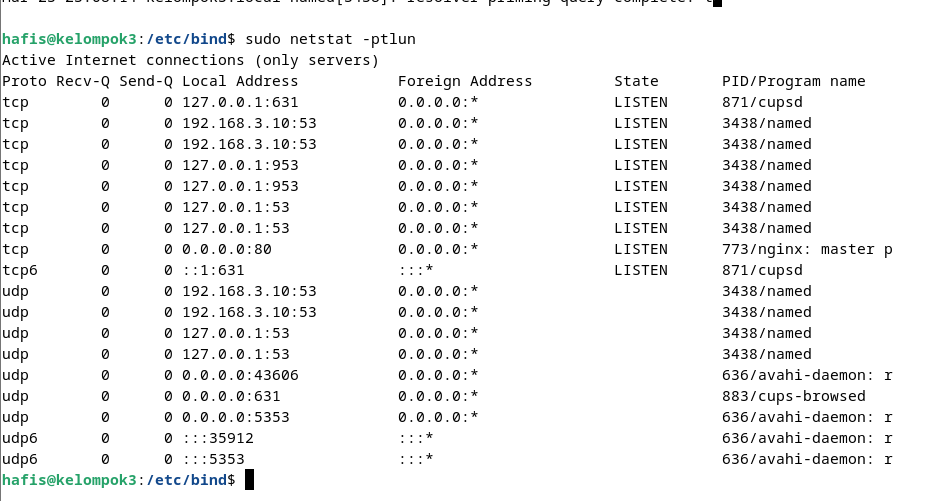 hafis@kelompok3:/etc/bind$ sudo netstat -ptlun
Active Internet connections (only servers)
Proto Recv-Q Send-Q Local Address           Foreign Address         State       PID/Program name
tcp        0      0 127.0.0.1:631           0.0.0.0:*               LISTEN      871/cupsd
tcp        0      0 192.168.3.10:53         0.0.0.0:*               LISTEN      3438/named
tcp        0      0 192.168.3.10:53         0.0.0.0:*               LISTEN      3438/named
tcp        0      0 127.0.0.1:953           0.0.0.0:*               LISTEN      3438/named
tcp        0      0 127.0.0.1:953           0.0.0.0:*               LISTEN      3438/named
tcp        0      0 127.0.0.1:53            0.0.0.0:*               LISTEN      3438/named
tcp        0      0 127.0.0.1:53            0.0.0.0:*               LISTEN      3438/named
tcp        0      0 0.0.0.0:80              0.0.0.0:*               LISTEN      773/nginx: master p
tcp6       0      0 ::1:631                 :::*                    LISTEN      871/cupsd
udp        0      0 192.168.3.10:53         0.0.0.0:*                           3438/named
udp        0      0 192.168.3.10:53         0.0.0.0:*                           3438/named
udp        0      0 127.0.0.1:53            0.0.0.0:*                           3438/named
udp        0      0 127.0.0.1:53            0.0.0.0:*                           3438/named
udp        0      0 0.0.0.0:43606           0.0.0.0:*                           636/avahi-daemon: r
udp        0      0 0.0.0.0:631             0.0.0.0:*                           883/cups-browsed
udp        0      0 0.0.0.0:5353            0.0.0.0:*                           636/avahi-daemon: r
udp6       0      0 :::35912                :::*                                636/avahi-daemon: r
udp6       0      0 :::5353                 :::*                                636/avahi-daemon: r
hafis@kelompok3:/etc/bind$